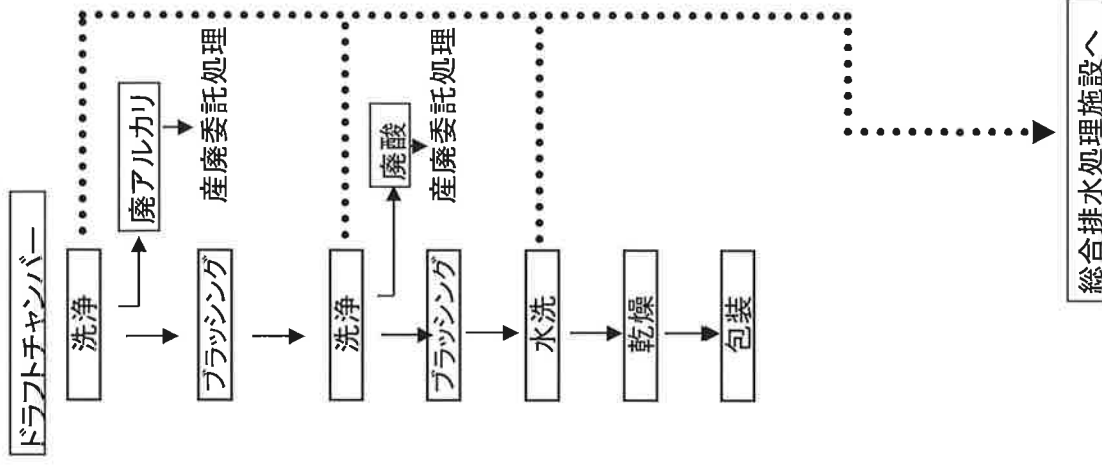 ドラフトチャンバー
洗浄
廃アルカリ
産廃委託処理
ブラッシング
洗浄
廃酸
産廃委託処理
ブラッシング
水洗
乾燥
包装
総合排水処理施設へ